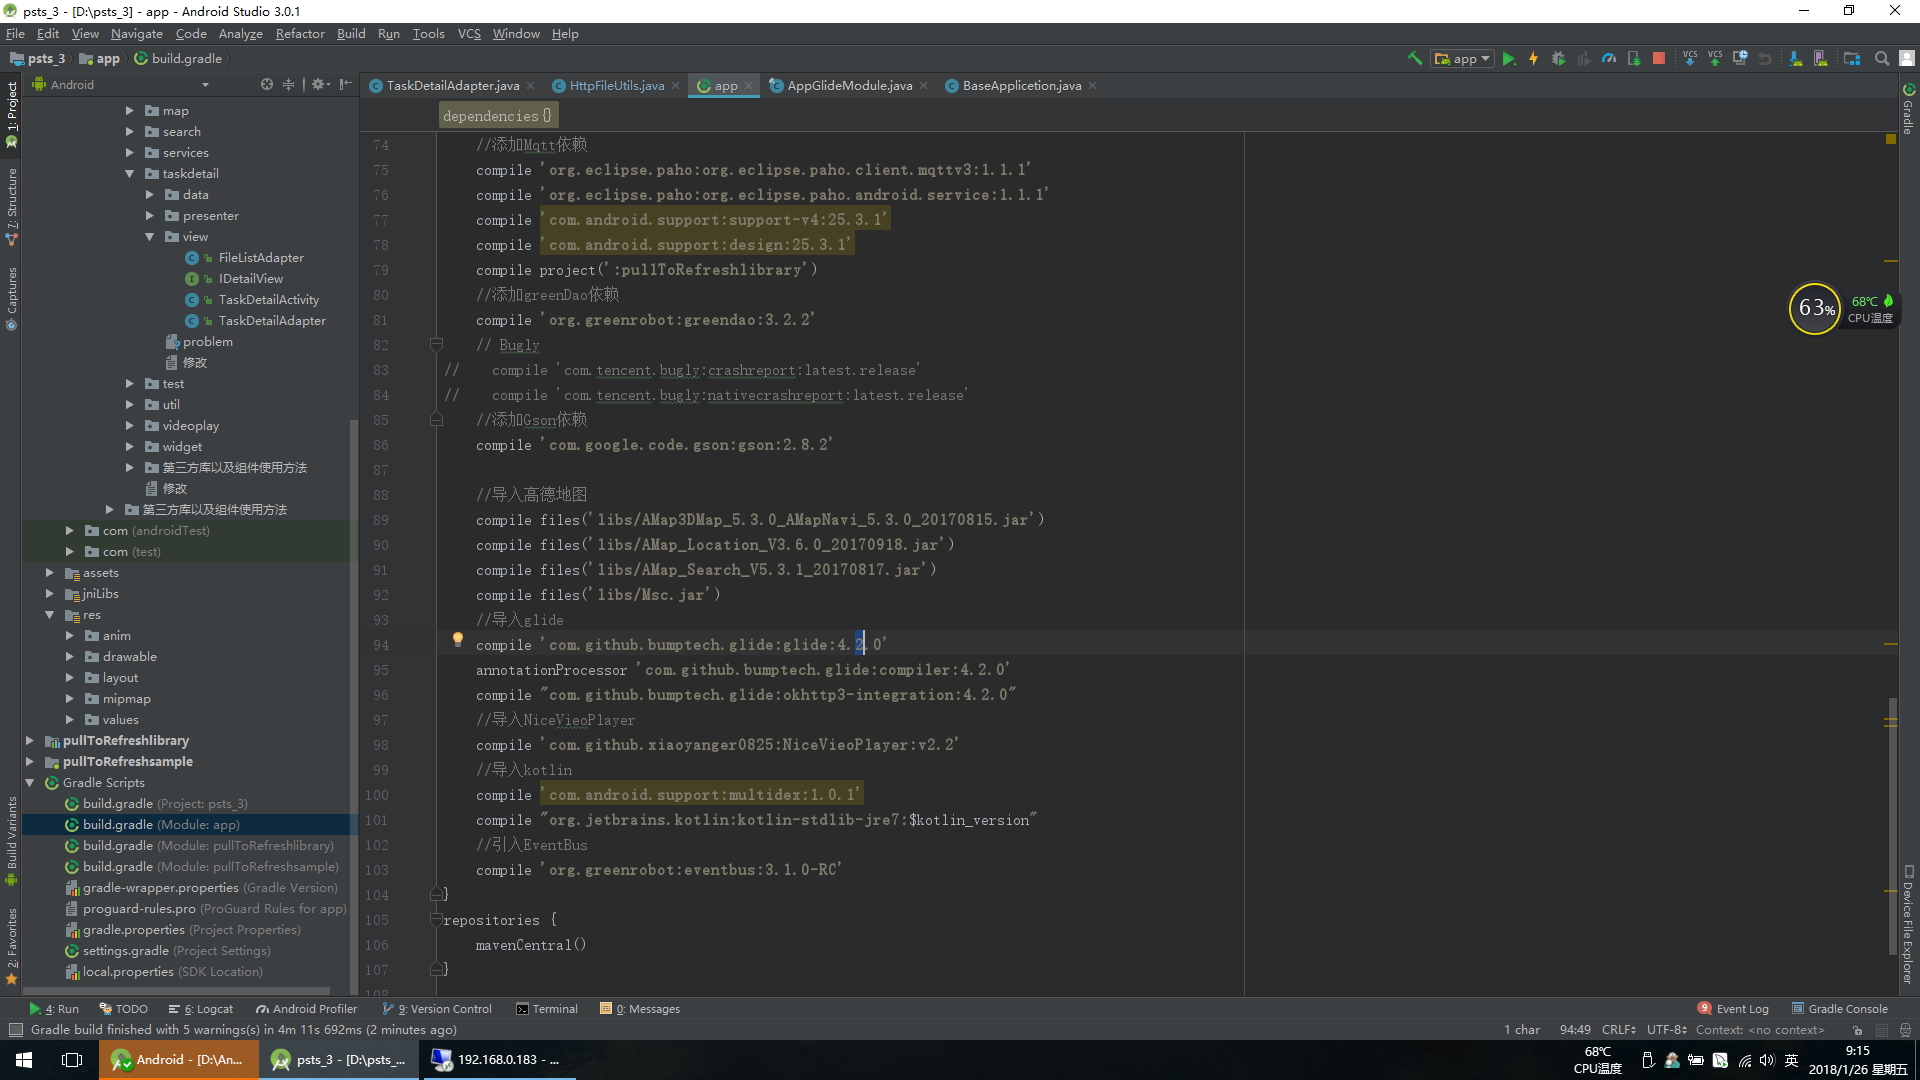 psts_3 - [D:\psts_3] - app - Android Studio 3.0.1
File Edit View Navigate Code Analyze Refactor Build Run Tools VCS Window Help
psts_3 app build.gradle
app
VCS VCS
Android
TaskDetailAdapter.java HttpFileUtils.java app AppGlideModule.java BaseApplicetion.java
dependencies{}
1: Project
7: Structure
Captures
Build Variants
2: Favorites
map
search
services
taskdetail
data
presenter
view
FileListAdapter
IDetailView
TaskDetailActivity
TaskDetailAdapter
problem
修改
test
util
videoplay
widget
第三方库以及组件使用方法
修改
第三方库以及组件使用方法
com (androidTest)
com (test)
assets
jniLibs
res
anim
drawable
layout
mipmap
values
pullToRefreshlibrary
pullToRefreshsample
Gradle Scripts
build.gradle (Project: psts_3)
build.gradle (Module: app)
build.gradle (Module: pullToRefreshlibrary)
build.gradle (Module: pullToRefreshsample)
gradle-wrapper.properties (Gradle Version)
proguard-rules.pro (ProGuard Rules for app)
gradle.properties (Project Properties)
settings.gradle (Project Settings)
local.properties (SDK Location)
74 //添加Mqtt依赖
75 compile 'org.eclipse.paho:org.eclipse.paho.client.mqttv3:1.1.1'
76 compile 'org.eclipse.paho:org.eclipse.paho.android.service:1.1.1'
77 compile 'com.android.support:support-v4:25.3.1'
78 compile 'com.android.support:design:25.3.1'
79 compile project(':pullToRefreshlibrary')
80 //添加greenDao依赖
81 compile 'org.greenrobot:greendao:3.2.2'
82 // Bugly
83 // compile 'com.tencent.bugly:crashreport:latest.release'
84 // compile 'com.tencent.bugly:nativecrashreport:latest.release'
85 //添加Gson依赖
86 compile 'com.google.code.gson:gson:2.8.2'
87
88 //导入高德地图
89 compile files('libs/AMap3DMap_5.3.0_AMapNavi_5.3.0_20170815.jar')
90 compile files('libs/AMap_Location_V3.6.0_20170918.jar')
91 compile files('libs/AMap_Search_V5.3.1_20170817.jar')
92 compile files('libs/Msc.jar')
93 //导入glide
94 compile 'com.github.bumptech.glide:glide:4.2.0'
95 annotationProcessor 'com.github.bumptech.glide:compiler:4.2.0'
96 compile "com.github.bumptech.glide:okhttp3-integration:4.2.0"
97 //导入NiceVieoPlayer
98 compile 'com.github.xiaoyanger0825:NiceVieoPlayer:v2.2'
99 //导入kotlin
100 compile 'com.android.support:multidex:1.0.1'
101 compile "org.jetbrains.kotlin:kotlin-stdlib-jre7:$kotlin_version"
102 //引入EventBus
103 compile 'org.greenrobot:eventbus:3.1.0-RC'
104 }
105 repositories {
106 mavenCentral()
107 }
108
63% 68℃
CPU温度
Gradle
Device File Explorer
4: Run TODO 6: Logcat Android Profiler 9: Version Control Terminal 0: Messages 9 Event Log Gradle Console
Gradle build finished with 5 warnings(s) in 4m 11s 692ms (2 minutes ago) 1 char 94:49 CRLF UTF-8 Context: <no context>
Android - [D:\An... psts_3 - [D:\psts_... 192.168.0.183 - ...
68℃
CPU温度
英
9:15
2018/1/26 星期五